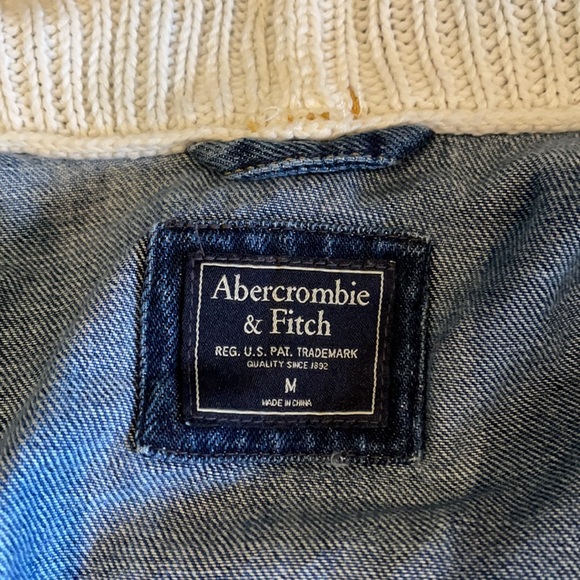 Abercrombie
& Fitch
REG. U.S. PAT. TRADEMARK
QUALITY SINCE 1892
M
MADE IN CHINA